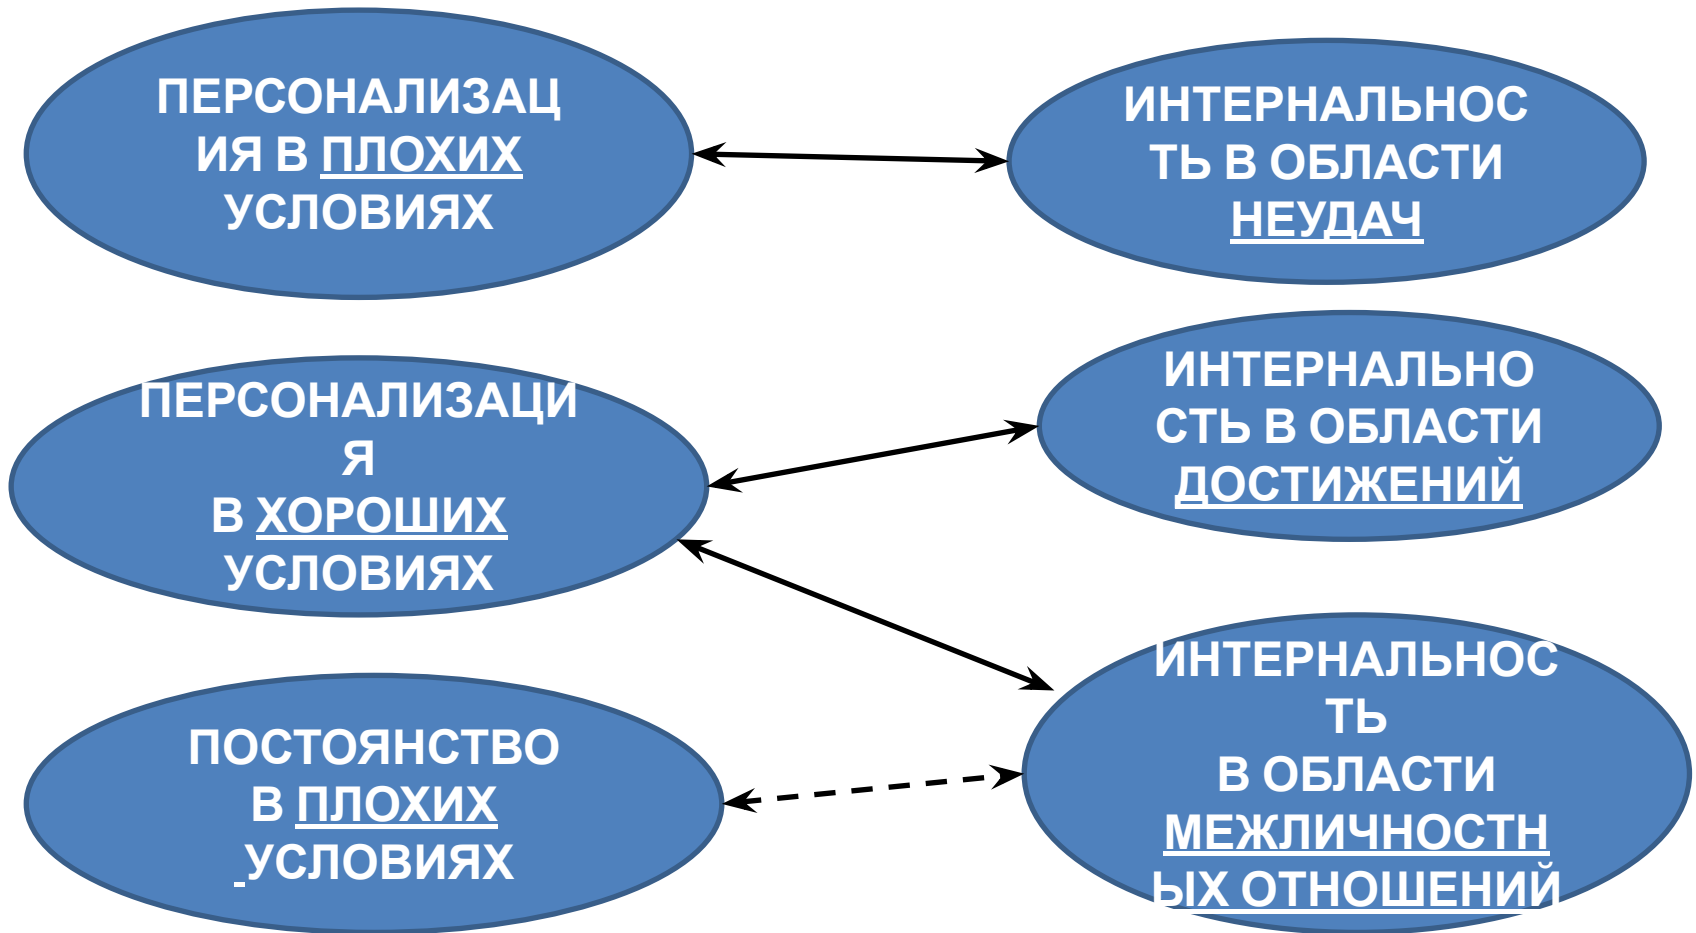 ПЕРСОНАЛИЗАЦ
ИЯ В ПЛОХИХ
УСЛОВИЯХ
ИНТЕРНАЛЬНОС
ТЬ В ОБЛАСТИ
НЕУДАЧ
ПЕРСОНАЛИЗАЦИ
Я
В ХОРОШИХ
УСЛОВИЯХ
ИНТЕРНАЛЬНО
СТЬ В ОБЛАСТИ
ДОСТИЖЕНИЙ
ПОСТОЯНСТВО
В ПЛОХИХ
УСЛОВИЯХ
ИНТЕРНАЛЬНОС
ТЬ
В ОБЛАСТИ
МЕЖЛИЧНОСТН
ЫХ ОТНОШЕНИЙ